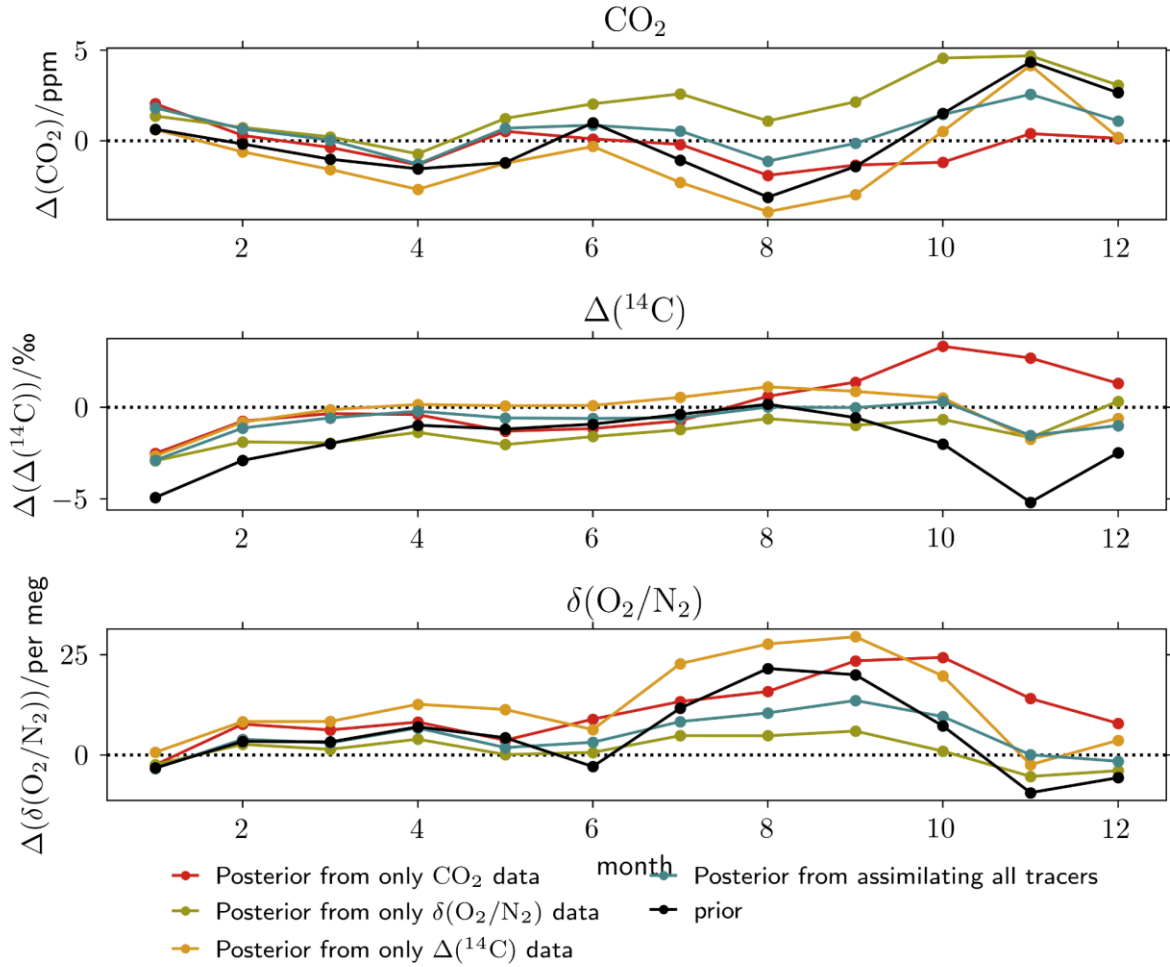 CO₂
Δ(CO₂)/ppm
5
0
2 4 6 8 10 12
Δ(¹⁴C)
Δ(Δ(¹⁴C))/‰
0
−5
2 4 6 8 10 12
δ(O₂/N₂)
Δ(δ(O₂/N₂))/per meg
25
0
2 4 6 8 10 12
month
Posterior from only CO₂ data
Posterior from only δ(O₂/N₂) data
Posterior from only Δ(¹⁴C) data
Posterior from assimilating all tracers
prior